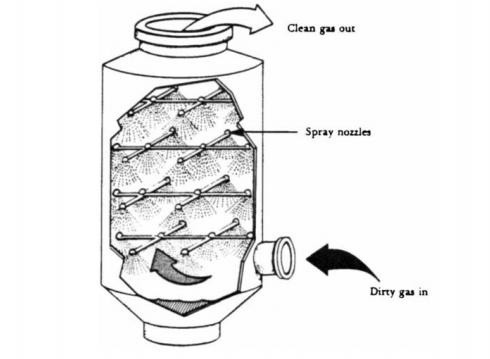 Clean gas out
Spray nozzles
Dirty gas in